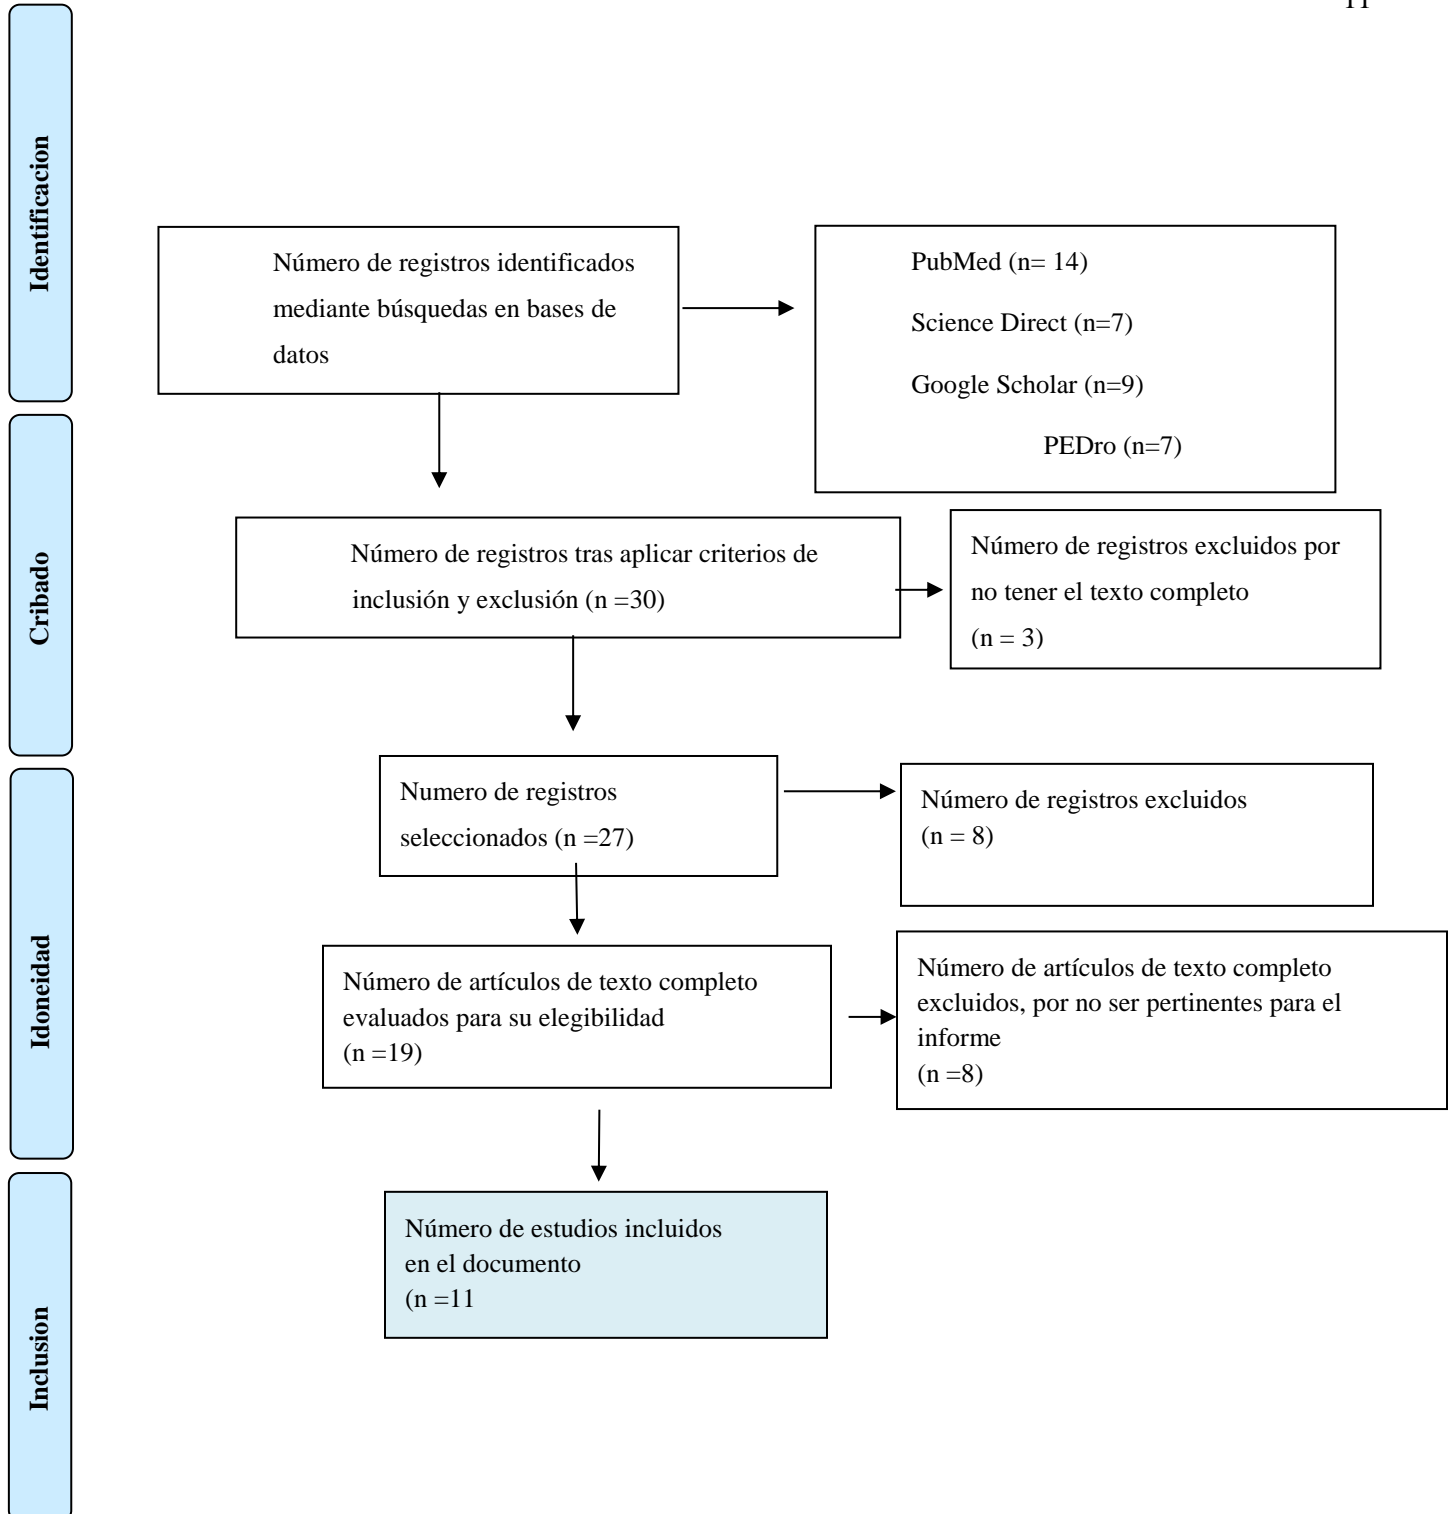 11
Identificacion
Número de registros identificados
mediante búsquedas en bases de
datos
PubMed (n= 14)
Science Direct (n=7)
Google Scholar (n=9)
PEDro (n=7)
Cribado
Número de registros tras aplicar criterios de
inclusión y exclusión (n =30)
Número de registros excluidos por
no tener el texto completo
(n = 3)
Idoneidad
Numero de registros
seleccionados (n =27)
Número de registros excluidos
(n = 8)
Número de artículos de texto completo
evaluados para su elegibilidad
(n =19)
Número de artículos de texto completo
excluidos, por no ser pertinentes para el
informe
(n =8)
Inclusion
Número de estudios incluidos
en el documento
(n =11